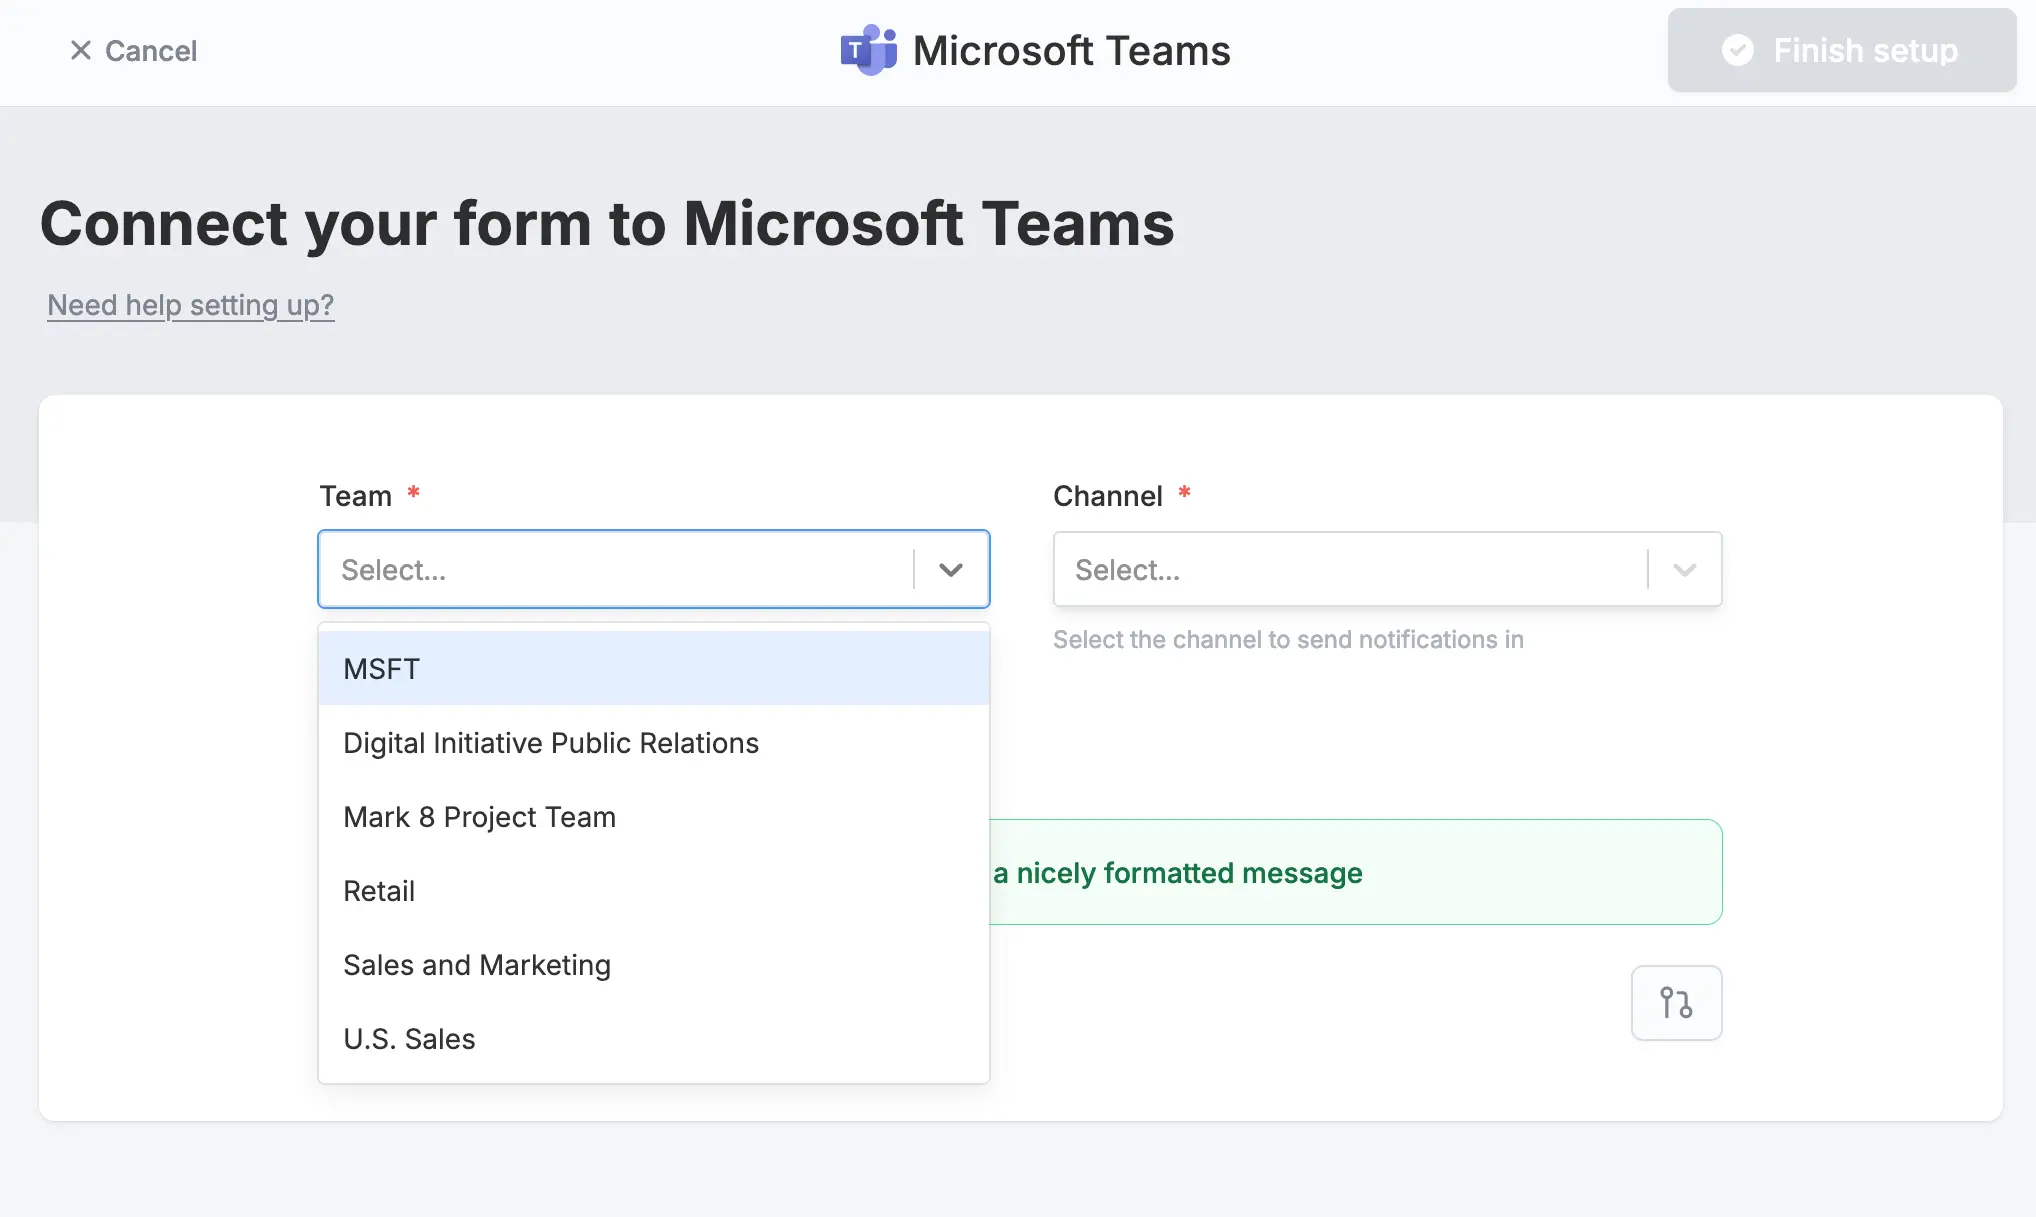 Cancel
T Microsoft Teams
Finish setup
Connect your form to Microsoft Teams
Need help setting up?
Team *
Select...
MSFT
Digital Initiative Public Relations
Mark 8 Project Team
Retail
Sales and Marketing
U.S. Sales
Channel *
Select...
Select the channel to send notifications in
a nicely formatted message